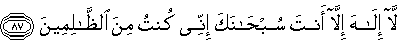 لَّآ إِلَـٰهَ إِلَّآ أَنتَ سُبْحَـٰنَكَ إِنِّى كُنتُ مِنَ ٱلظَّـٰلِمِينَ ﴿٨٧﴾